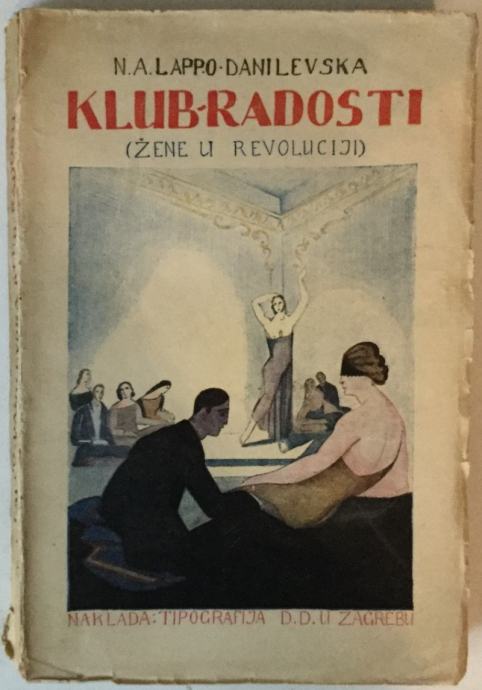 N. A. LAPPO-DANILEVSKA
KLUB-RADOSTI
(ŽENE U REVOLUCIJI)
NAKLADA: TIPOGRAFIJA D. D. U ZAGREBU